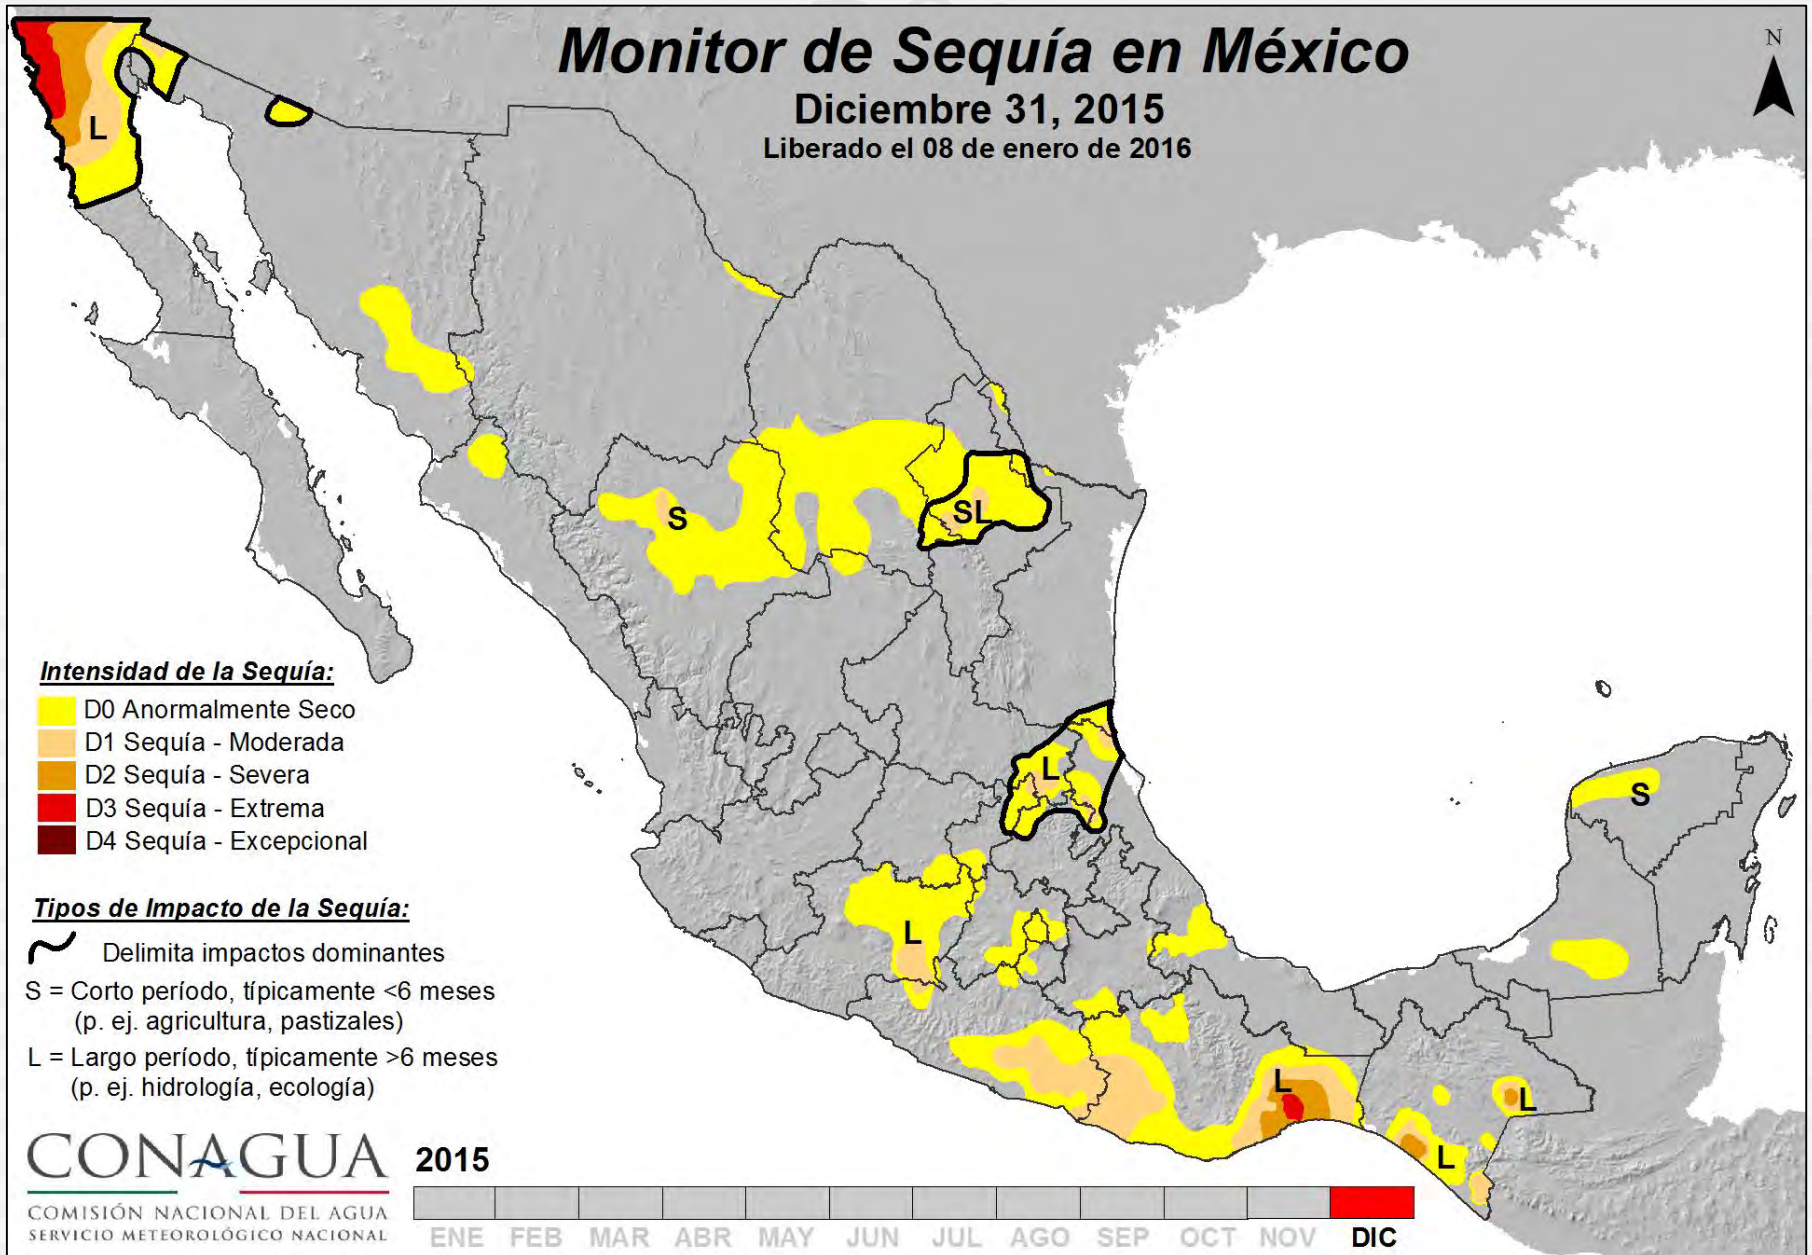 Monitor de Sequía en México
Diciembre 31, 2015
Liberado el 08 de enero de 2016
N
L
S
SL
L
S
L
L
L
L
Intensidad de la Sequía:
D0 Anormalmente Seco
D1 Sequía - Moderada
D2 Sequía - Severa
D3 Sequía - Extrema
D4 Sequía - Excepcional
Tipos de Impacto de la Sequía:
Delimita impactos dominantes
S = Corto período, típicamente <6 meses
(p. ej. agricultura, pastizales)
L = Largo período, típicamente >6 meses
(p. ej. hidrología, ecología)
CONAGUA
COMISIÓN NACIONAL DEL AGUA
SERVICIO METEOROLÓGICO NACIONAL
2015
ENE FEB MAR ABR MAY JUN JUL AGO SEP OCT NOV DIC